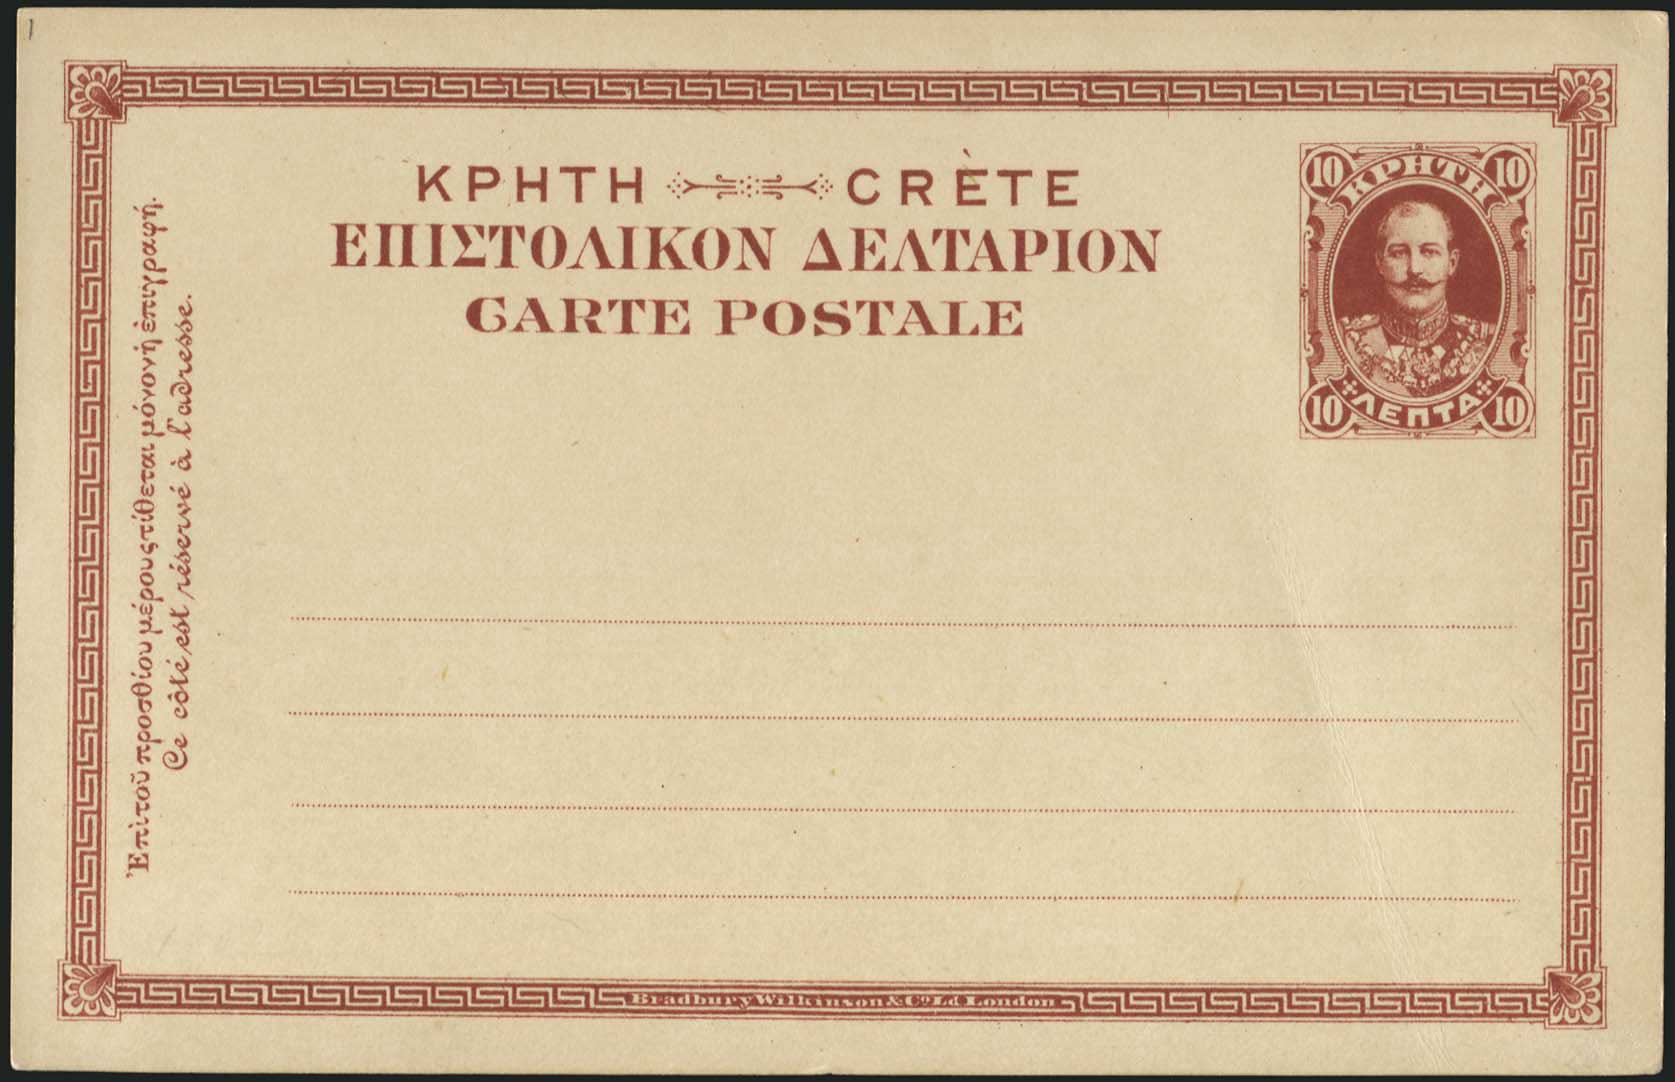 ΚΡΗΤΗ CRÈTE
ΕΠΙΣΤΟΛΙΚΟΝ ΔΕΛΤΑΡΙΟΝ
CARTE POSTALE
10 ΚΡΗΤΗ 10
10 ΛΕΠΤΑ 10
Ἐπὶ τοῦ προσθίου μέρους τίθεται μόνον ἡ ἐπιγραφή.
Ce côté est réservé à l'adresse.
Bradbury Wilkinson & Co. Ld. London